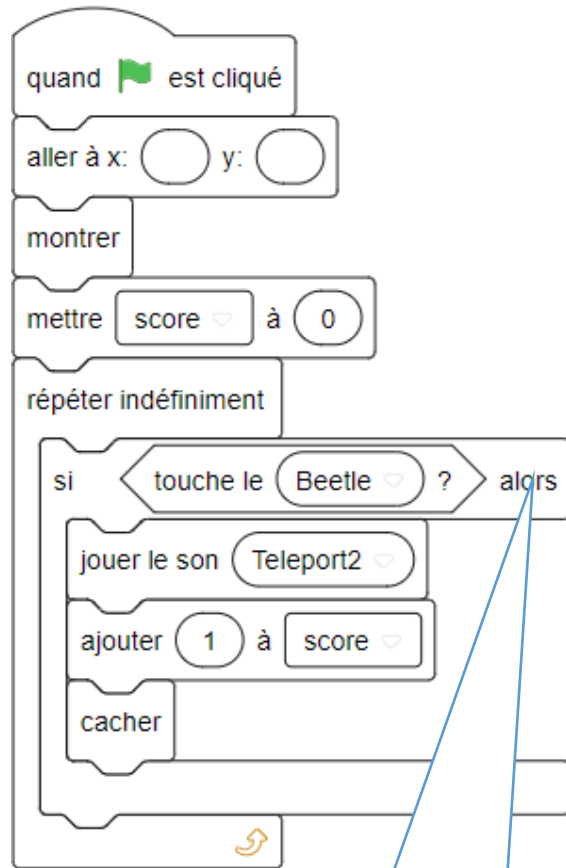 quand est cliqué
aller à x: y:
montrer
mettre score à 0
répéter indéfiniment
si touche le Beetle ? alors
jouer le son Teleport2
ajouter 1 à score
cacher